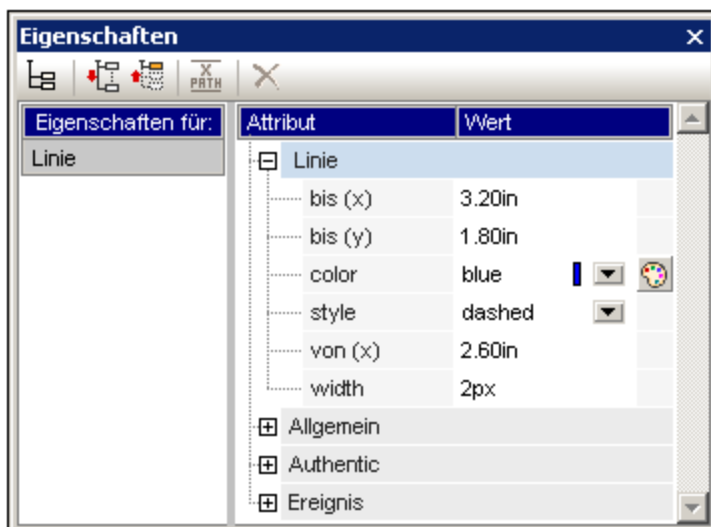 Eigenschaften
X PATH
Eigenschaften für:
Linie
Attribut Wert
Linie
bis (x) 3.20in
bis (y) 1.80in
color blue
style dashed
von (x) 2.60in
width 2px
Allgemein
Authentic
Ereignis